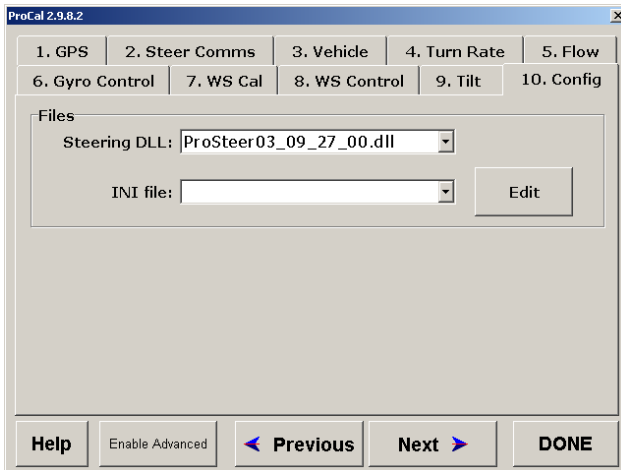 ProCal 2.9.8.2
1. GPS 2. Steer Comms 3. Vehicle 4. Turn Rate 5. Flow
6. Gyro Control 7. WS Cal 8. WS Control 9. Tilt 10. Config
Files
Steering DLL: ProSteer03_09_27_00.dll
INI file: Edit
Help Enable Advanced Previous Next DONE